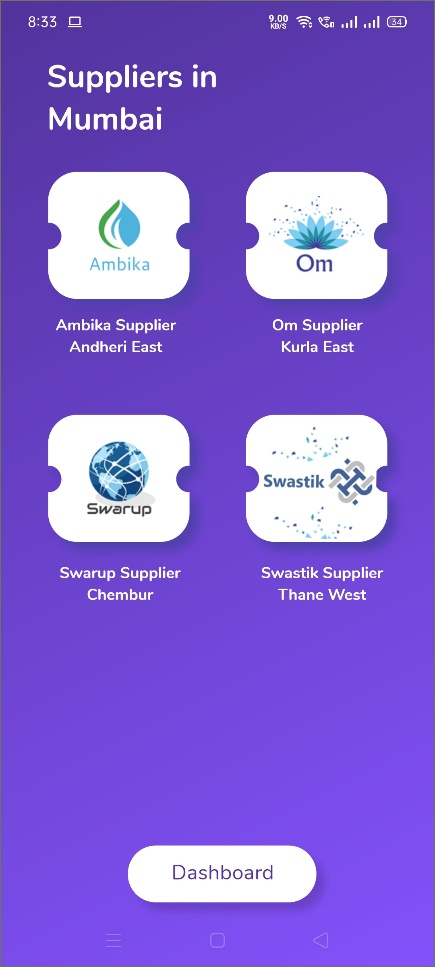 8:33
9.00
KB/S
34
Suppliers in
Mumbai
Ambika
Om
Ambika Supplier
Andheri East
Om Supplier
Kurla East
Swarup
Swastik
Swarup Supplier
Chembur
Swastik Supplier
Thane West
Dashboard